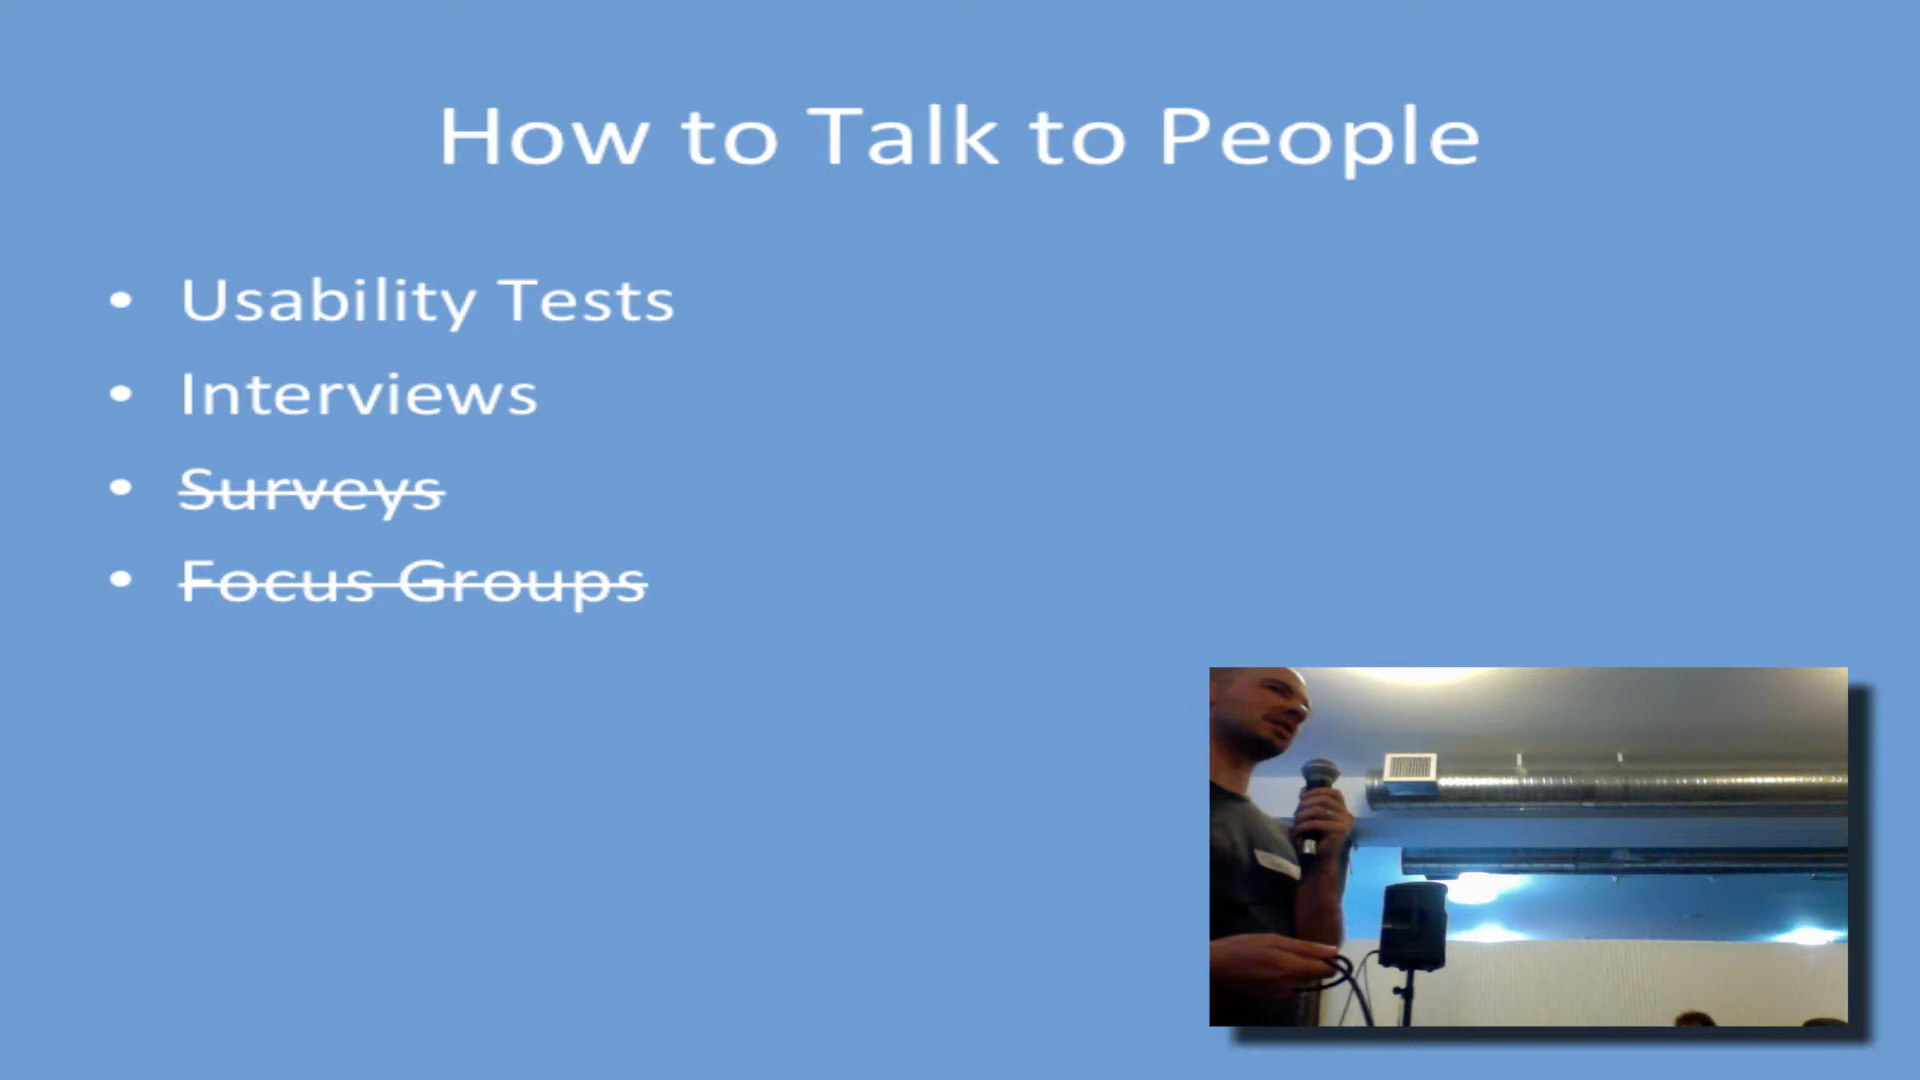 How to Talk to People
• Usability Tests
• Interviews
• Surveys
• Focus Groups